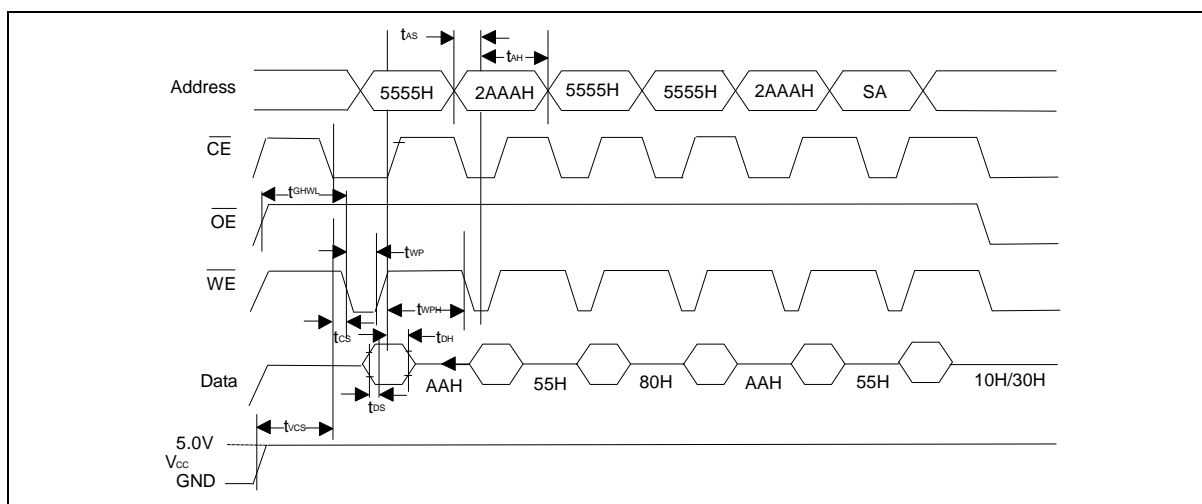 tAS
tAH
Address 5555H 2AAAH 5555H 5555H 2AAAH SA
CE
tGHWL
OE
tWP
WE
tWPH
tCS tDH
Data AAH 55H 80H AAH 55H 10H/30H
tDS
tVCS
5.0V
VCC
GND